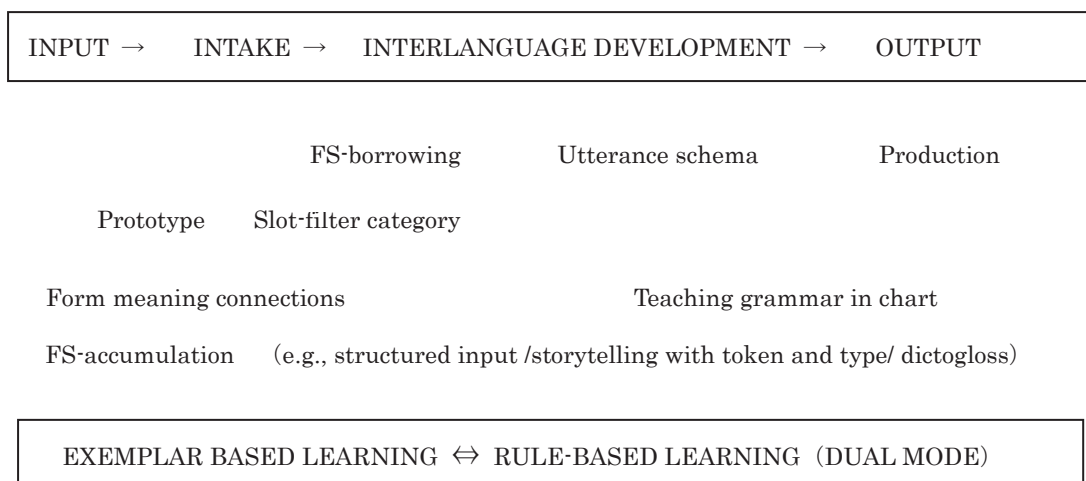 INPUT → INTAKE → INTERLANGUAGE DEVELOPMENT → OUTPUT
FS-borrowing Utterance schema Production
Prototype Slot-filter category
Form meaning connections Teaching grammar in chart
FS-accumulation (e.g., structured input /storytelling with token and type/ dictogloss)
EXEMPLAR BASED LEARNING ⇔ RULE-BASED LEARNING (DUAL MODE)